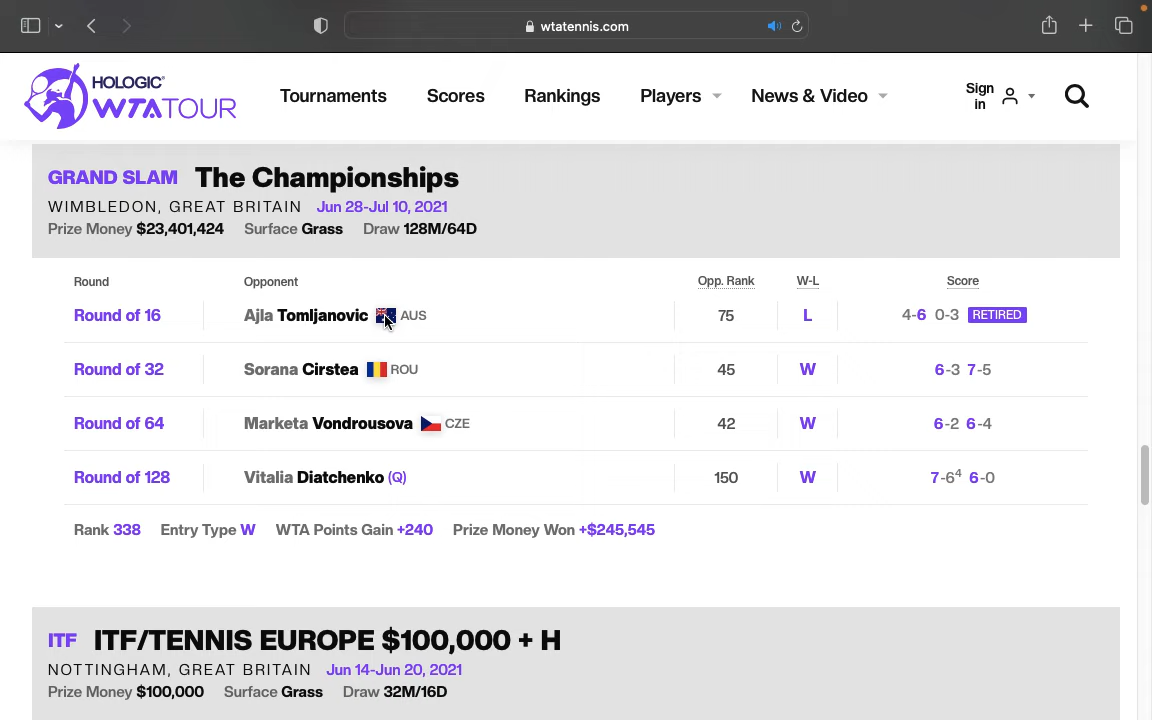 wtatennis.com
HOLOGIC®
WTATOUR
Tournaments Scores Rankings Players News & Video Sign in
GRAND SLAM The Championships
WIMBLEDON, GREAT BRITAIN Jun 28-Jul 10, 2021
Prize Money $23,401,424 Surface Grass Draw 128M/64D
Round Opponent Opp. Rank W-L Score
Round of 16 Ajla Tomljanovic AUS 75 L 4-6 0-3 RETIRED
Round of 32 Sorana Cirstea ROU 45 W 6-3 7-5
Round of 64 Marketa Vondrousova CZE 42 W 6-2 6-4
Round of 128 Vitalia Diatchenko (Q) 150 W 7-6⁴ 6-0
Rank 338 Entry Type W WTA Points Gain +240 Prize Money Won +$245,545
ITF ITF/TENNIS EUROPE $100,000 + H
NOTTINGHAM, GREAT BRITAIN Jun 14-Jun 20, 2021
Prize Money $100,000 Surface Grass Draw 32M/16D